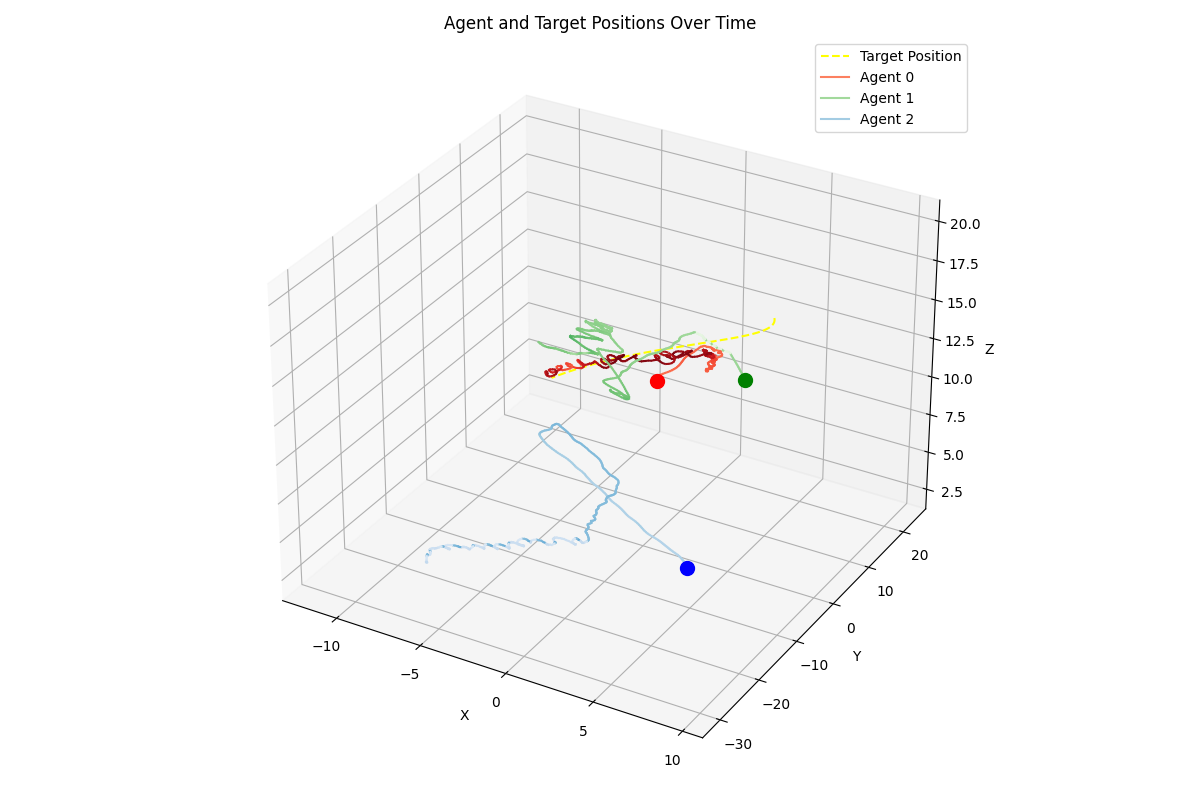 Agent and Target Positions Over Time
Target Position
Agent 0
Agent 1
Agent 2
20.0
17.5
15.0
12.5
10.0
7.5
5.0
2.5
Z
20
10
0
−10
−20
−30
Y
−10
−5
0
5
10
X